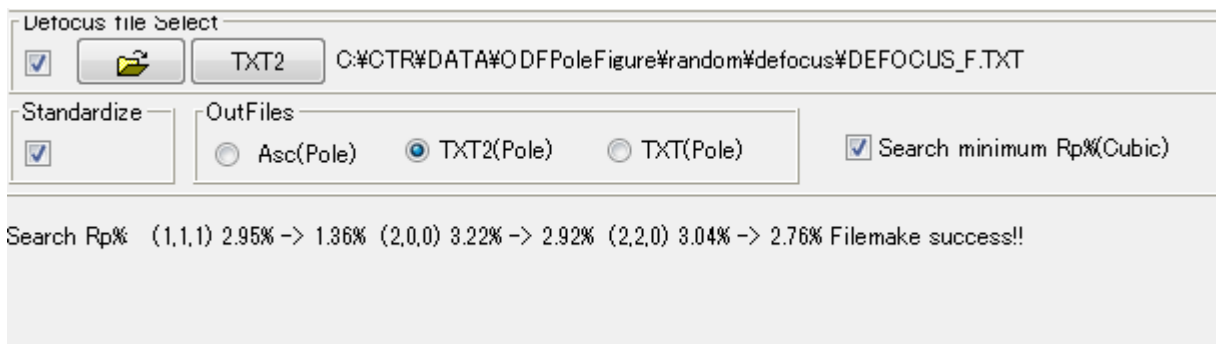 Defocus file Select
TXT2 C:¥CTR¥DATA¥ODFPoleFigure¥random¥defocus¥DEFOCUS_F.TXT
Standardize OutFiles
Asc(Pole) TXT2(Pole) TXT(Pole) Search minimum Rp%(Cubic)
Search Rp% (1,1,1) 2.95% -> 1.36% (2,0,0) 3.22% -> 2.92% (2,2,0) 3.04% -> 2.76% Filemake success!!